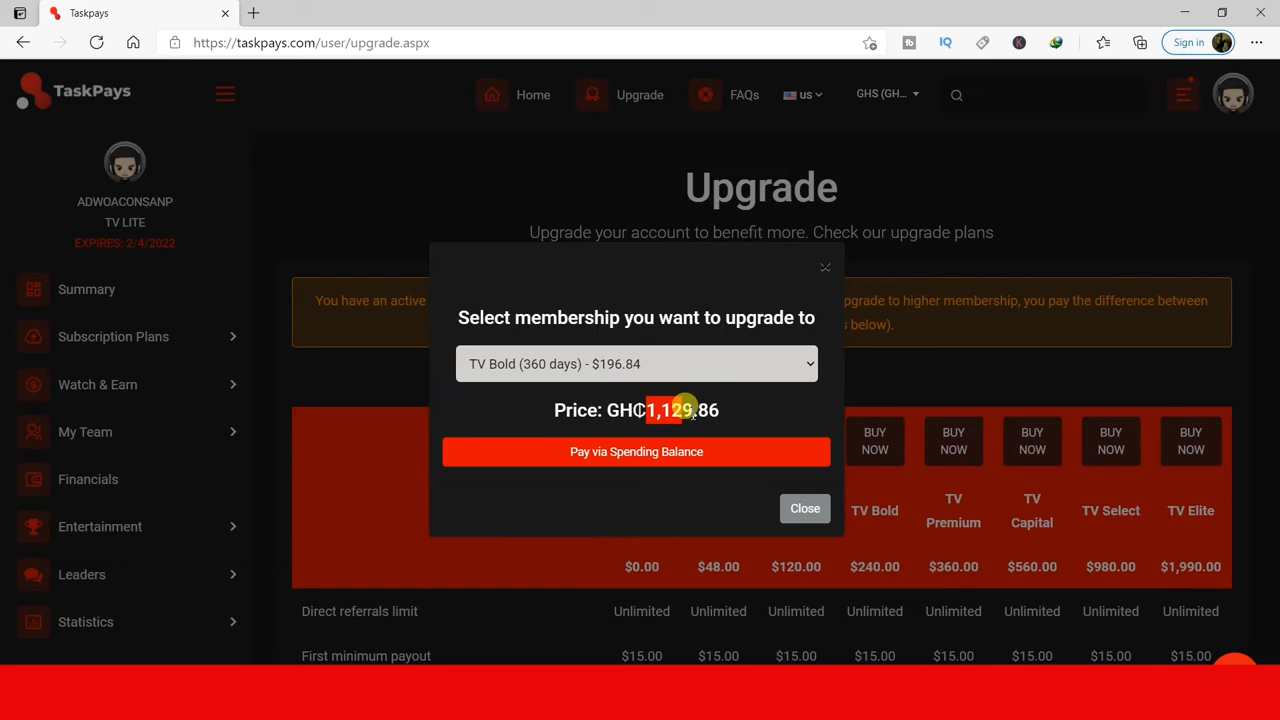 Taskpays
https://taskpays.com/user/upgrade.aspx
Sign in
TaskPays
Home
Upgrade
FAQs
us
GHS (GH...
ADWOACONSANP
TV LITE
EXPIRES: 2/4/2022
Summary
Subscription Plans
Watch & Earn
My Team
Financials
Entertainment
Leaders
Statistics
Upgrade
Upgrade your account to benefit more. Check our upgrade plans
You have an active
pgrade to higher membership, you pay the difference between
s below).
Select membership you want to upgrade to
TV Bold (360 days) - $196.84
Price: GH₵1,129.86
Pay via Spending Balance
Close
BUY NOW BUY NOW BUY NOW BUY NOW BUY NOW
TV Bold TV Premium TV Capital TV Select TV Elite
$0.00 $48.00 $120.00 $240.00 $360.00 $560.00 $980.00 $1,990.00
Direct referrals limit Unlimited Unlimited Unlimited Unlimited Unlimited Unlimited Unlimited Unlimited
First minimum payout $15.00 $15.00 $15.00 $15.00 $15.00 $15.00 $15.00 $15.00